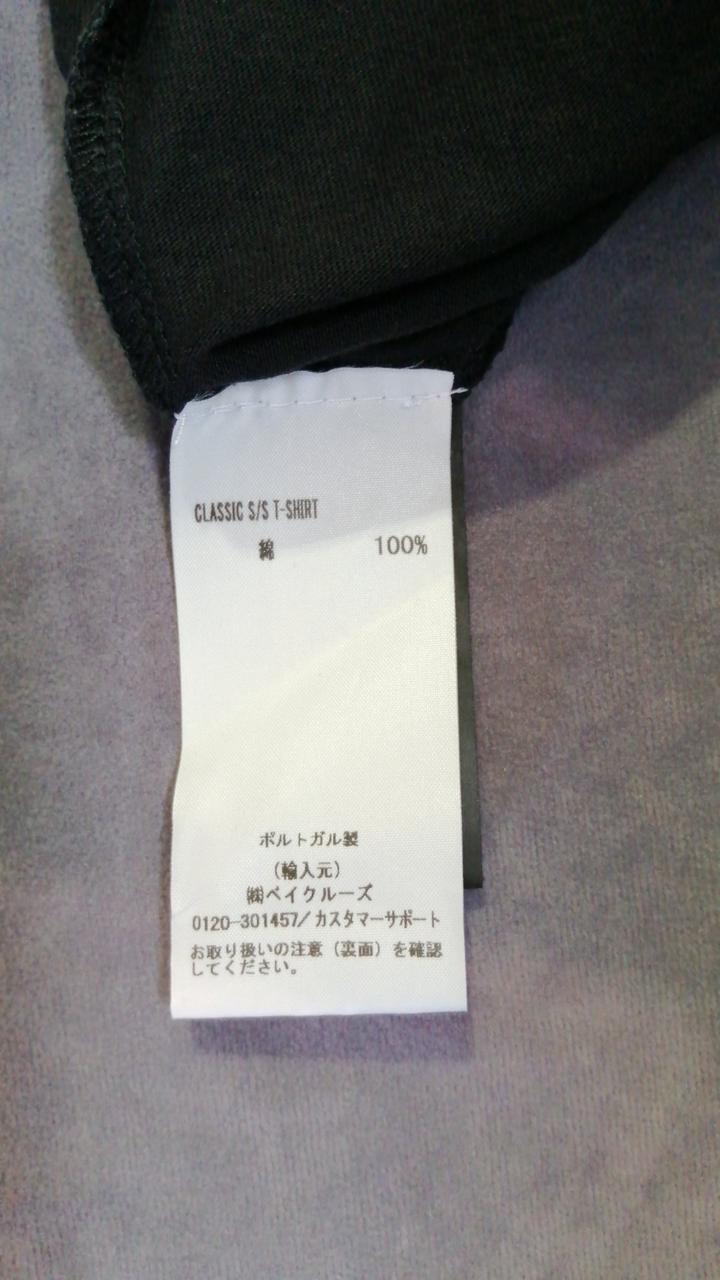 CLASSIC S/S T-SHIRT
綿 100%
ポルトガル製
(輸入元)
㈱ベイクルーズ
0120-301457/カスタマーサポート
お取り扱いの注意(裏面)を確認
してください。